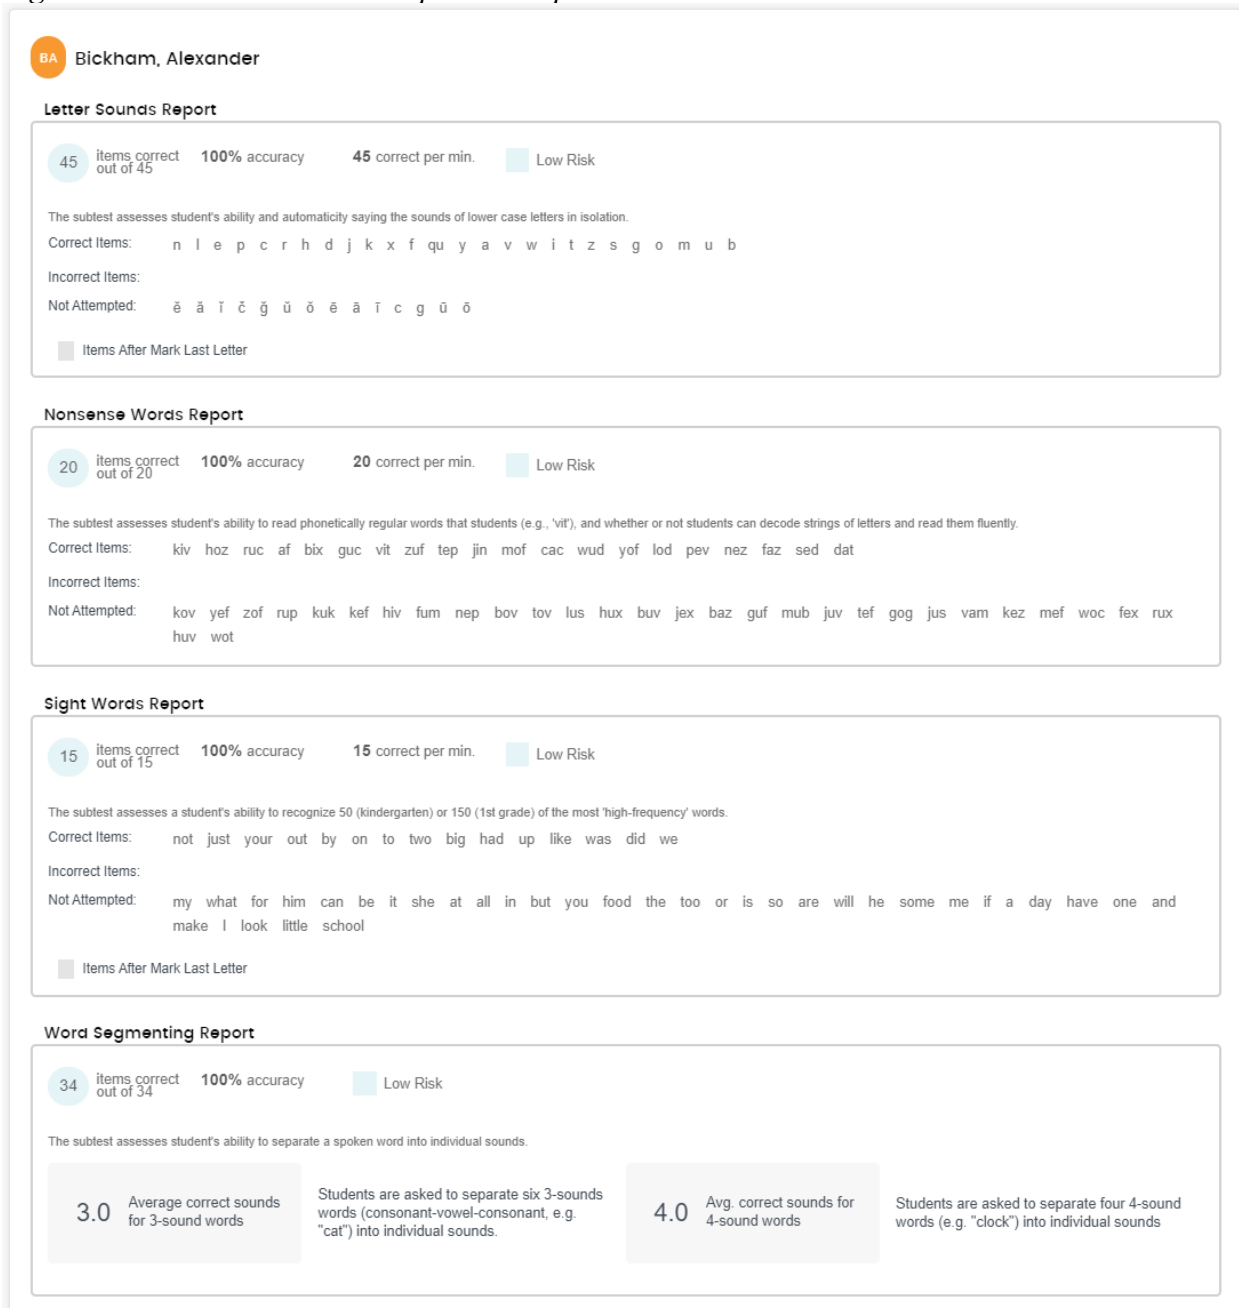 BA Bickham, Alexander
Letter Sounds Report
45 items correct out of 45 100% accuracy 45 correct per min. Low Risk
The subtest assesses student's ability and automaticity saying the sounds of lower case letters in isolation.
Correct Items: n l e p c r h d j k x f qu y a v w i t z s g o m u b
Incorrect Items:
Not Attempted: ĕ ă ĭ č ğ ŭ ŏ ē ā ī c g ū ō
Items After Mark Last Letter
Nonsense Words Report
20 items correct out of 20 100% accuracy 20 correct per min. Low Risk
The subtest assesses student's ability to read phonetically regular words that students (e.g., 'vit'), and whether or not students can decode strings of letters and read them fluently.
Correct Items: kiv hoz ruc af bix guc vit zuf tep jin mof cac wud yof lod pev nez faz sed dat
Incorrect Items:
Not Attempted: kov yef zof rup kuk kef hiv fum nep bov tov lus hux buv jex baz guf mub juv tef gog jus vam kez mef woc fex rux
huv wot
Sight Words Report
15 items correct out of 15 100% accuracy 15 correct per min. Low Risk
The subtest assesses a student's ability to recognize 50 (kindergarten) or 150 (1st grade) of the most 'high-frequency' words.
Correct Items: not just your out by on to two big had up like was did we
Incorrect Items:
Not Attempted: my what for him can be it she at all in but you food the too or is so are will he some me if a day have one and
make I look little school
Items After Mark Last Letter
Word Segmenting Report
34 items correct out of 34 100% accuracy Low Risk
The subtest assesses student's ability to separate a spoken word into individual sounds.
3.0 Average correct sounds
for 3-sound words
Students are asked to separate six 3-sounds
words (consonant-vowel-consonant, e.g.
"cat") into individual sounds.
4.0 Avg. correct sounds for
4-sound words
Students are asked to separate four 4-sound
words (e.g. "clock") into individual sounds